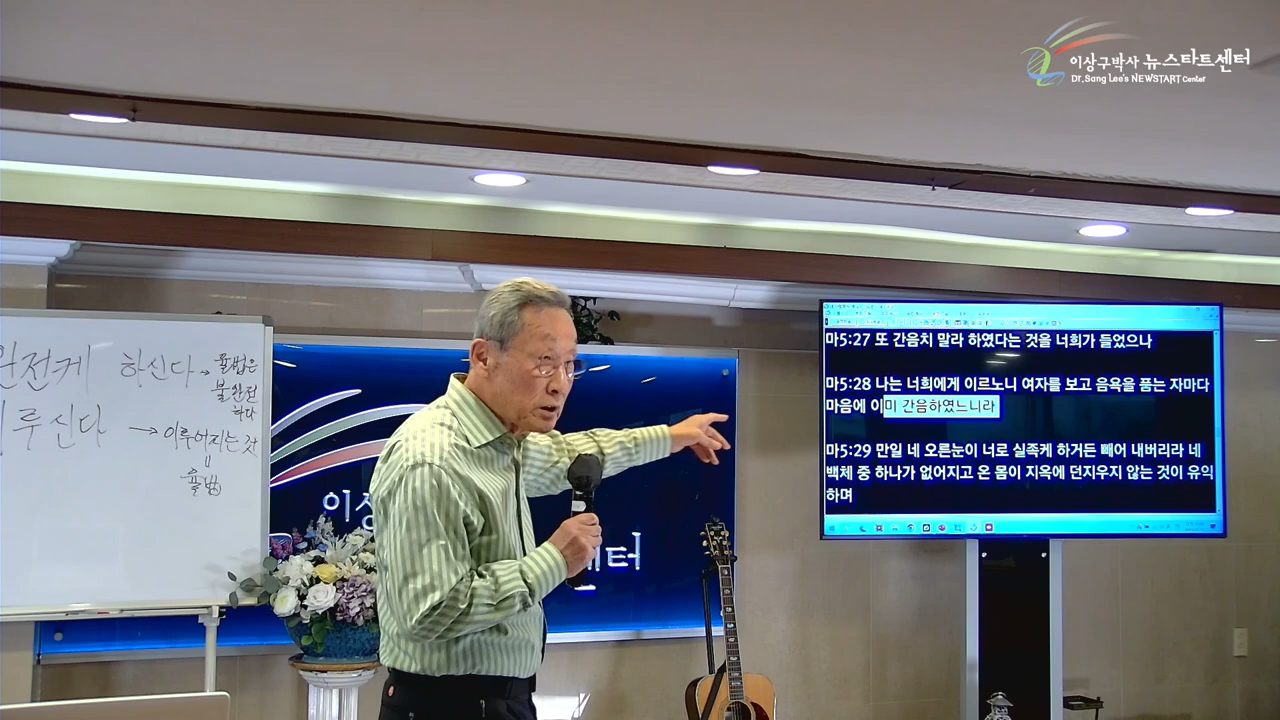 이상구박사 뉴스타트센터
Dr. Sang Lee's NEWSTART Center
완전케 하신다 → 율법은
불완전
하다
이루신다 → 이루어지는 것
율법
이상
센터
마5:27 또 간음치 말라 하였다는 것을 너희가 들었으나
마5:28 나는 너희에게 이르노니 여자를 보고 음욕을 품는 자마다
마음에 이미 간음하였느니라
마5:29 만일 네 오른눈이 너로 실족케 하거든 빼어 내버리라 네
백체 중 하나가 없어지고 온 몸이 지옥에 던지우지 않는 것이 유익
하며